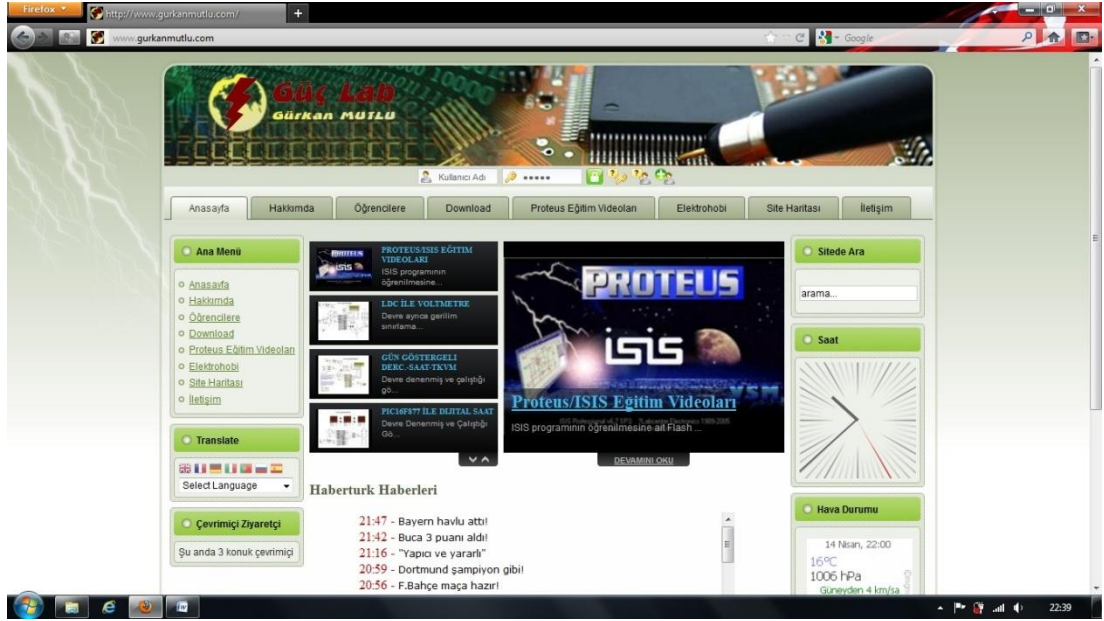 Firefox
http://www.gurkanmutlu.com/
www.gurkanmutlu.com
Google
Güç Lab
Gürkan MUTLU
Kullanıcı Adı
Anasayfa
Hakkımda
Öğrencilere
Download
Proteus Eğitim Videoları
Elektrohobi
Site Haritası
İletişim
Ana Menü
Anasayfa
Hakkımda
Öğrencilere
Download
Proteus Eğitim Videoları
Elektrohobi
Site Haritası
İletişim
Translate
Select Language
Çevrimiçi Ziyaretçi
Şu anda 3 konuk çevrimiçi
PROTEUS/ISIS EĞİTİM
VIDEOLARI
ISIS programının
öğrenilmesine...
LDC İLE VOLTMETRE
Devre ayrıca gerilim
sınırlama...
GÜN GÖSTERGELİ
DERC.-SAAT-TKVM
Devre denenmiş ve çalıştığı
gö...
PIC16F877 İLE DIJITAL SAAT
Devre Denenmiş ve Çalıştığı
Gö...
PROTEUS
isis
VSM
Proteus/ISIS Eğitim Videoları
ISIS programının öğrenilmesine ait Flash ...
DEVAMINI OKU
Haberturk Haberleri
21:47 - Bayern havlu attı!
21:42 - Buca 3 puanı aldı!
21:16 - "Yapıcı ve yararlı"
20:59 - Dortmund şampiyon gibi!
20:56 - F.Bahçe maça hazır!
Sitede Ara
arama...
Saat
Hava Durumu
14 Nisan, 22:00
16°C
1006 hPa
Güneyden 4 km/sa
22:39